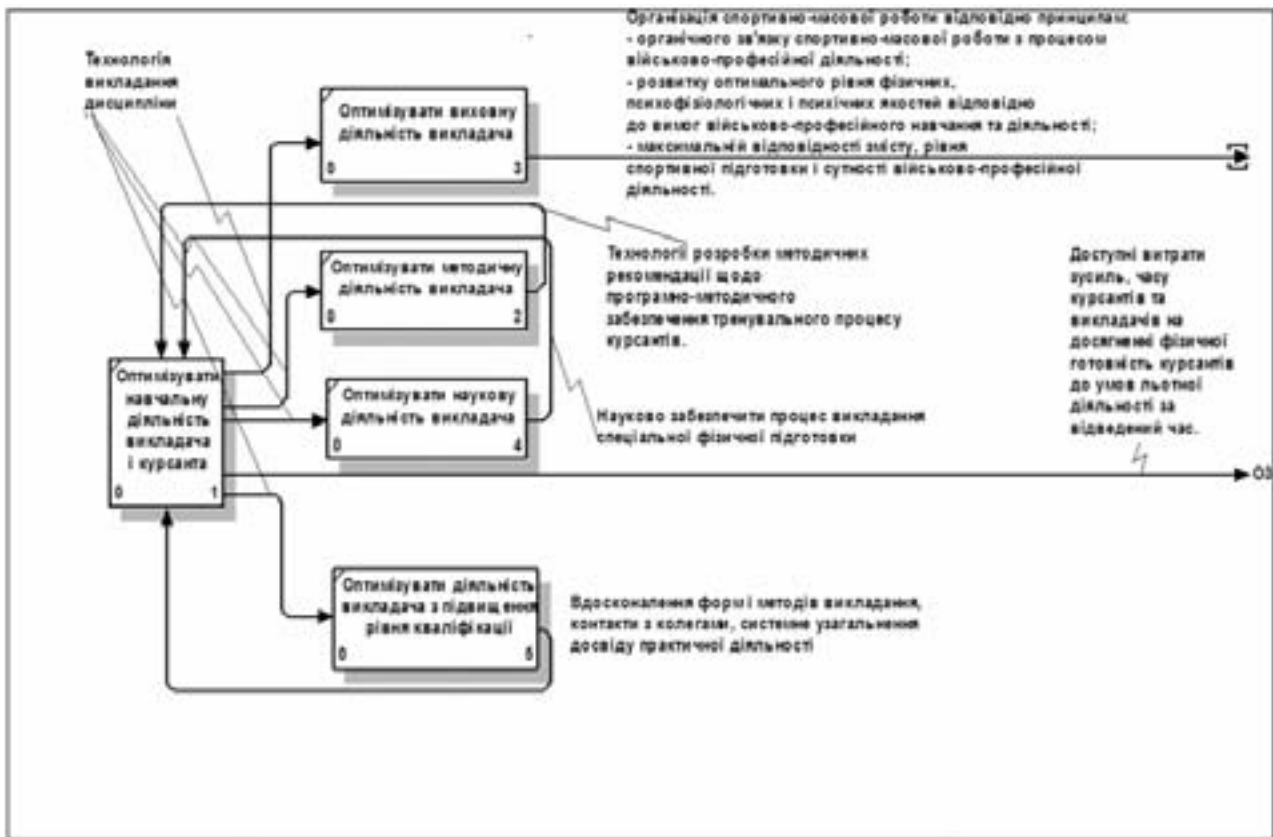 Технологія
викладання
дисципліни
Організація спортивно-масової роботи відповідно принципам:
- органічного зв'язку спортивно-масової роботи з процесом
військово-професійної діяльності;
- розвитку оптимального рівня фізичних,
психофізіологічних і психічних якостей відповідно
до вимог військово-професійного навчання та діяльності;
- максимальній відповідності змісту, рівня
спортивної підготовки і сутності військово-професійної
діяльності.
Оптимізувати виховну
діяльність викладача
0 3
Оптимізувати методичну
діяльність викладача
0 2
Технології розробки методичних
рекомендації щодо
програмно-методичного
забезпечення тренувального процесу
курсантів.
Доступні витрати
зусиль, часу
курсантів та
викладачів на
досягненні фізичної
готовність курсантів
до умов льотної
діяльності за
відведений час.
Оптимізувати
навчальну
діяльність
викладача
і курсанта
0 1
Оптимізувати наукову
діяльність викладача
0 4
Науково забезпечити процес викладання
спеціальної фізичної підготовки
О3
Оптимізувати діяльність
викладача з підвищення
рівня кваліфікації
0 5
Вдосконалення форм і методів викладання,
контакти з колегами, системне узагальнення
досвіду практичної діяльності